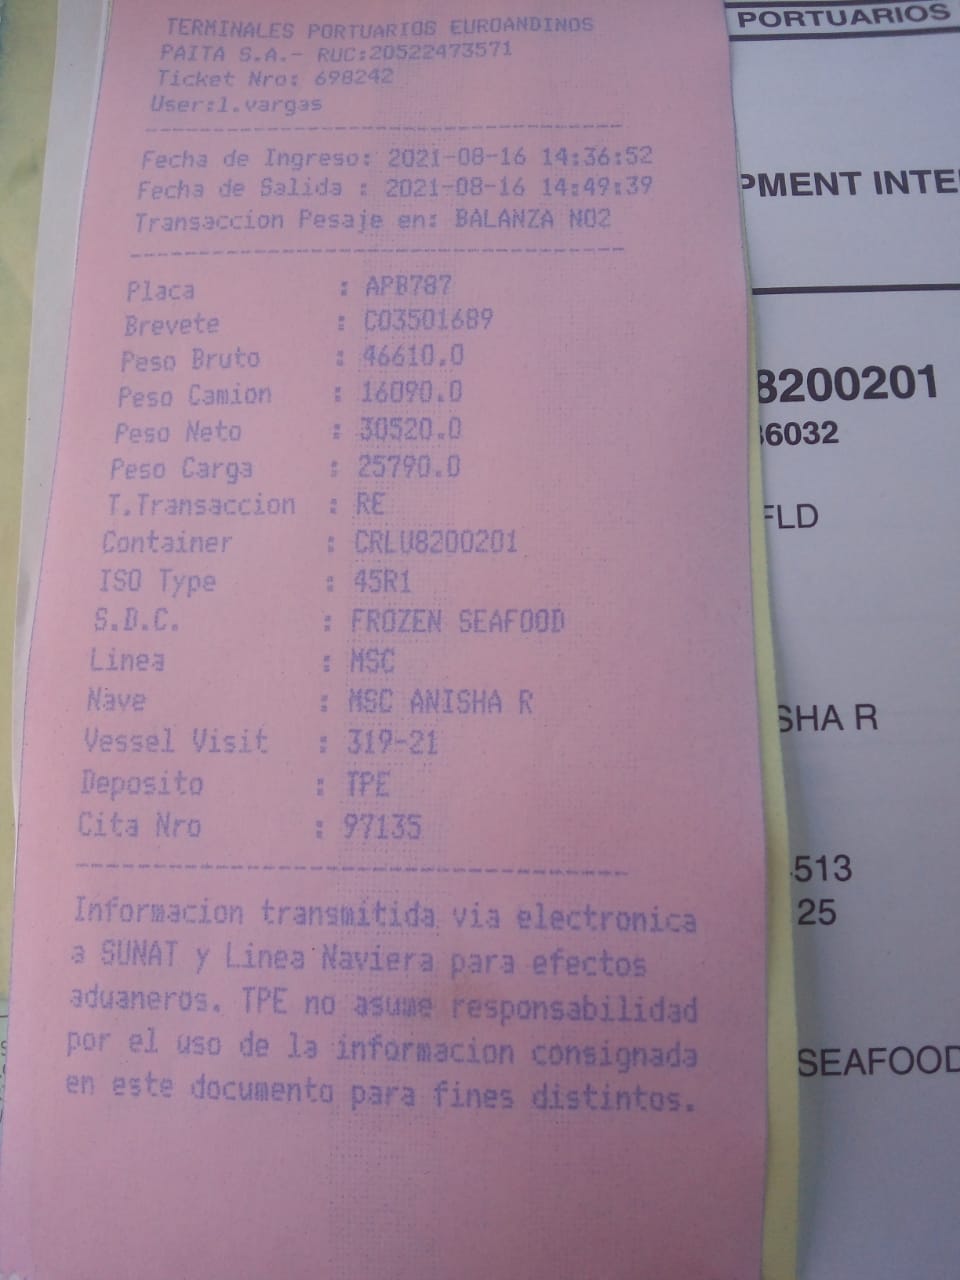 TERMINALES PORTUARIOS EUROANDINOS
PAITA S.A.- RUC:20522473571
Ticket Nro: 698242
User:l.vargas
Fecha de Ingreso: 2021-08-16 14:36:52
Fecha de Salida : 2021-08-16 14:49:39
Transaccion Pesaje en: BALANZA NO2
Placa : APB787
Brevete : C03501689
Peso Bruto : 46610.0
Peso Camion : 16090.0
Peso Neto : 30520.0
Peso Carga : 25790.0
T.Transaccion : RE
Container : CRLU8200201
ISO Type : 45R1
S.D.C. : FROZEN SEAFOOD
Linea : MSC
Nave : MSC ANISHA R
Vessel Visit : 319-21
Deposito : TPE
Cita Nro : 97135
Informacion transmitida via electronica
a SUNAT y Linea Naviera para efectos
aduaneros. TPE no asume responsabilidad
por el uso de la informacion consignada
en este documento para fines distintos.
PORTUARIOS
PMENT INTE
8200201
36032
FLD
SHA R
513
25
SEAFOOD